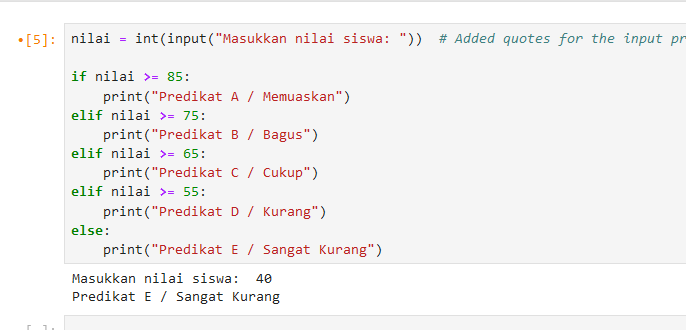 [5]: nilai = int(input("Masukkan nilai siswa: "))  # Added quotes for the input
if nilai >= 85:
    print("Predikat A / Memuaskan")
elif nilai >= 75:
    print("Predikat B / Bagus")
elif nilai >= 65:
    print("Predikat C / Cukup")
elif nilai >= 55:
    print("Predikat D / Kurang")
else:
    print("Predikat E / Sangat Kurang")
Masukkan nilai siswa:  40
Predikat E / Sangat Kurang